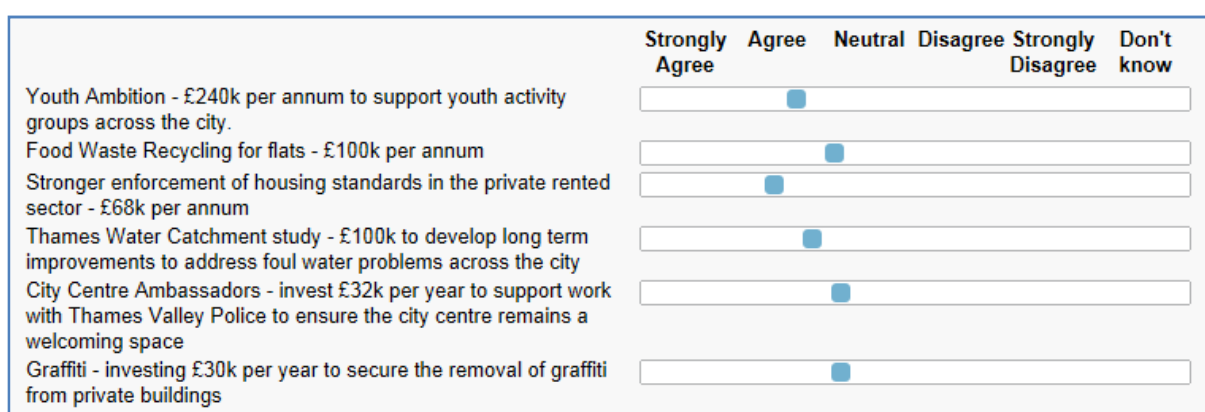 Strongly Agree Neutral Disagree Strongly Don't
Agree Disagree know
Youth Ambition - £240k per annum to support youth activity
groups across the city.
Food Waste Recycling for flats - £100k per annum
Stronger enforcement of housing standards in the private rented
sector - £68k per annum
Thames Water Catchment study - £100k to develop long term
improvements to address foul water problems across the city
City Centre Ambassadors - invest £32k per year to support work
with Thames Valley Police to ensure the city centre remains a
welcoming space
Graffiti - investing £30k per year to secure the removal of graffiti
from private buildings